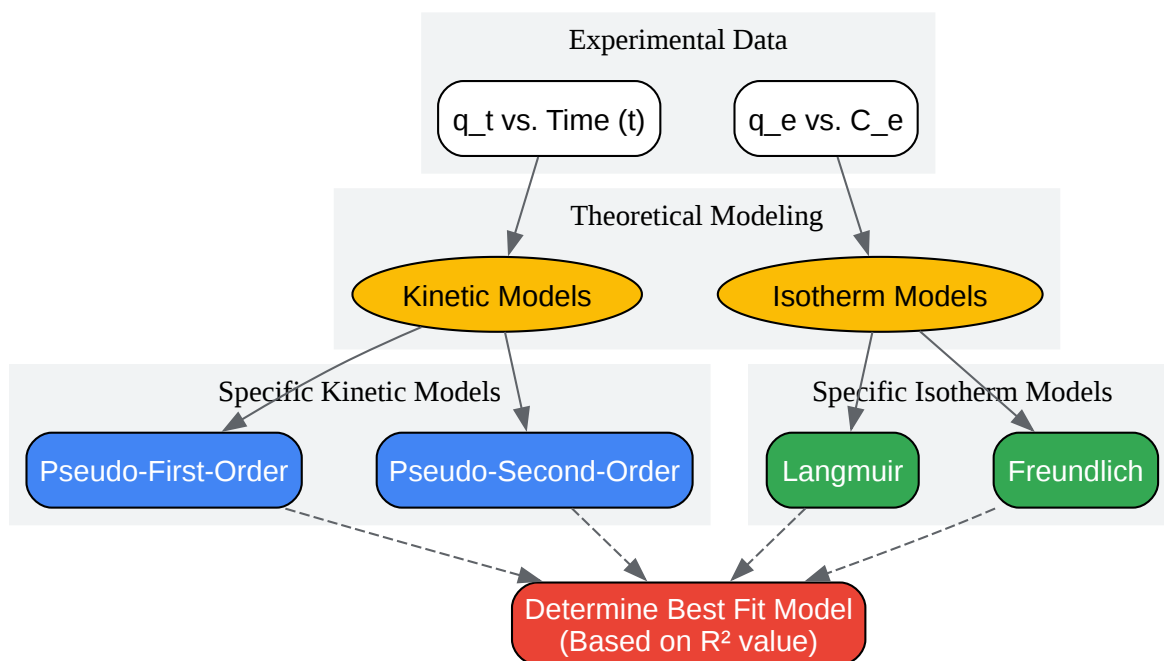 Experimental Data
q_t vs. Time (t)
q_e vs. C_e
Theoretical Modeling
Kinetic Models
Isotherm Models
Specific Kinetic Models
Specific Isotherm Models
Pseudo-First-Order
Pseudo-Second-Order
Langmuir
Freundlich
Determine Best Fit Model
(Based on R² value)